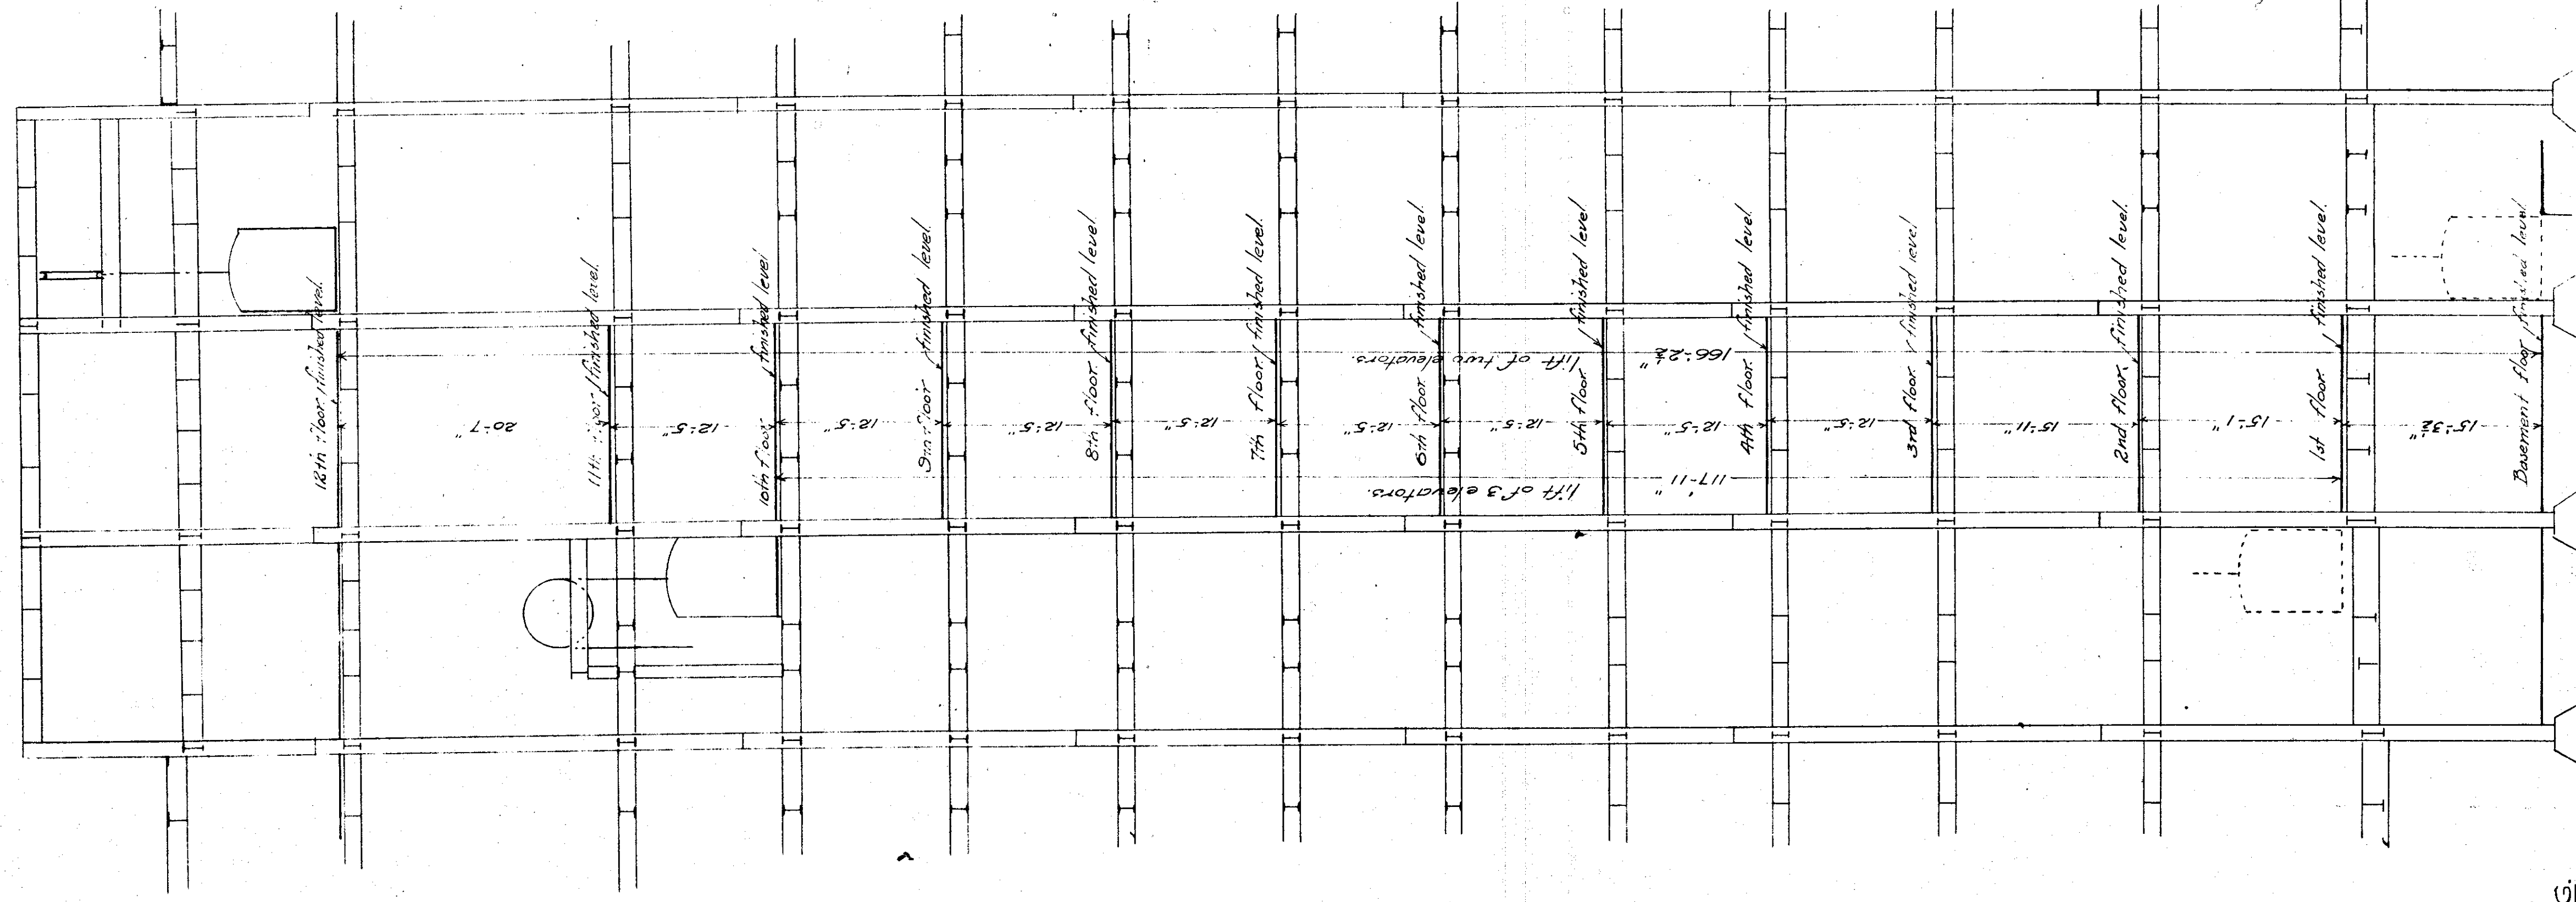 12th floor finished level.
20'-7"
11th floor finished level.
12'-5"
10th floor finished level
12'-5"
9th floor finished level.
12'-5"
8th floor finished level.
12'-5"
7th floor finished level.
12'-5"
6th floor finished level.
12'-5"
5th floor finished level.
12'-5"
4th floor finished level.
12'-5"
3rd floor finished level
15'-11"
2nd floor finished level.
15'-1"
1st floor finished level.
15'-3½"
Basement floor finished level.
lift of two elevators. 166'-2½"
lift of 3 elevators. 117'-11"
G.